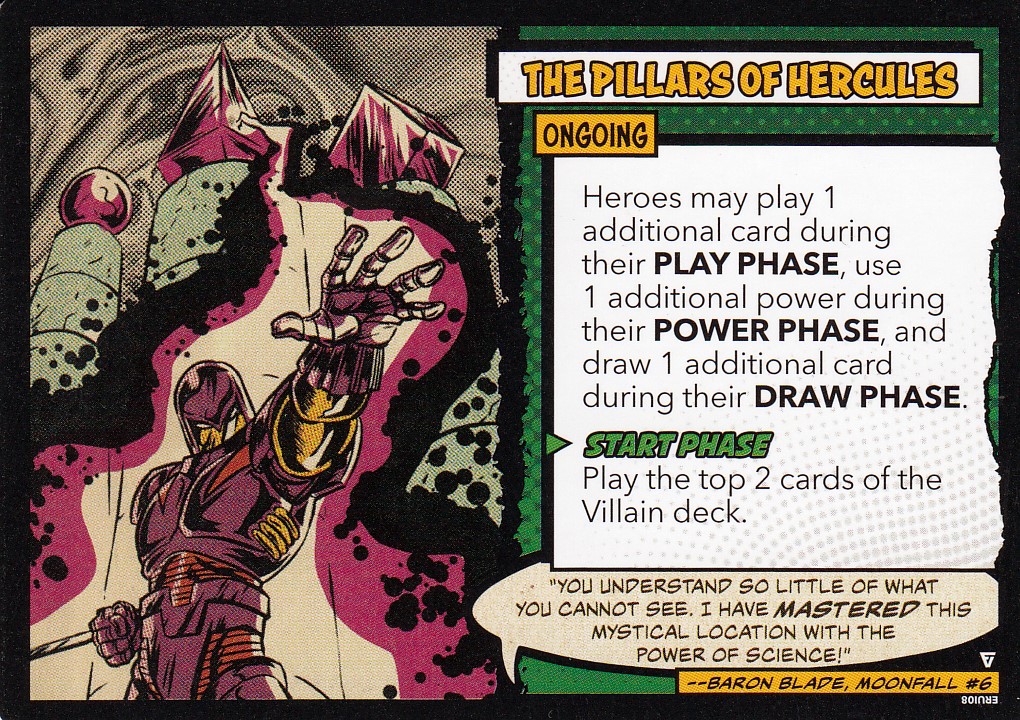 THE PILLARS OF HERCULES
ONGOING
Heroes may play 1
additional card during
their PLAY PHASE, use
1 additional power during
their POWER PHASE, and
draw 1 additional card
during their DRAW PHASE.
START PHASE
Play the top 2 cards of the
Villain deck.
"YOU UNDERSTAND SO LITTLE OF WHAT
YOU CANNOT SEE. I HAVE MASTERED THIS
MYSTICAL LOCATION WITH THE
POWER OF SCIENCE!"
--BARON BLADE, MOONFALL #6
ERU108